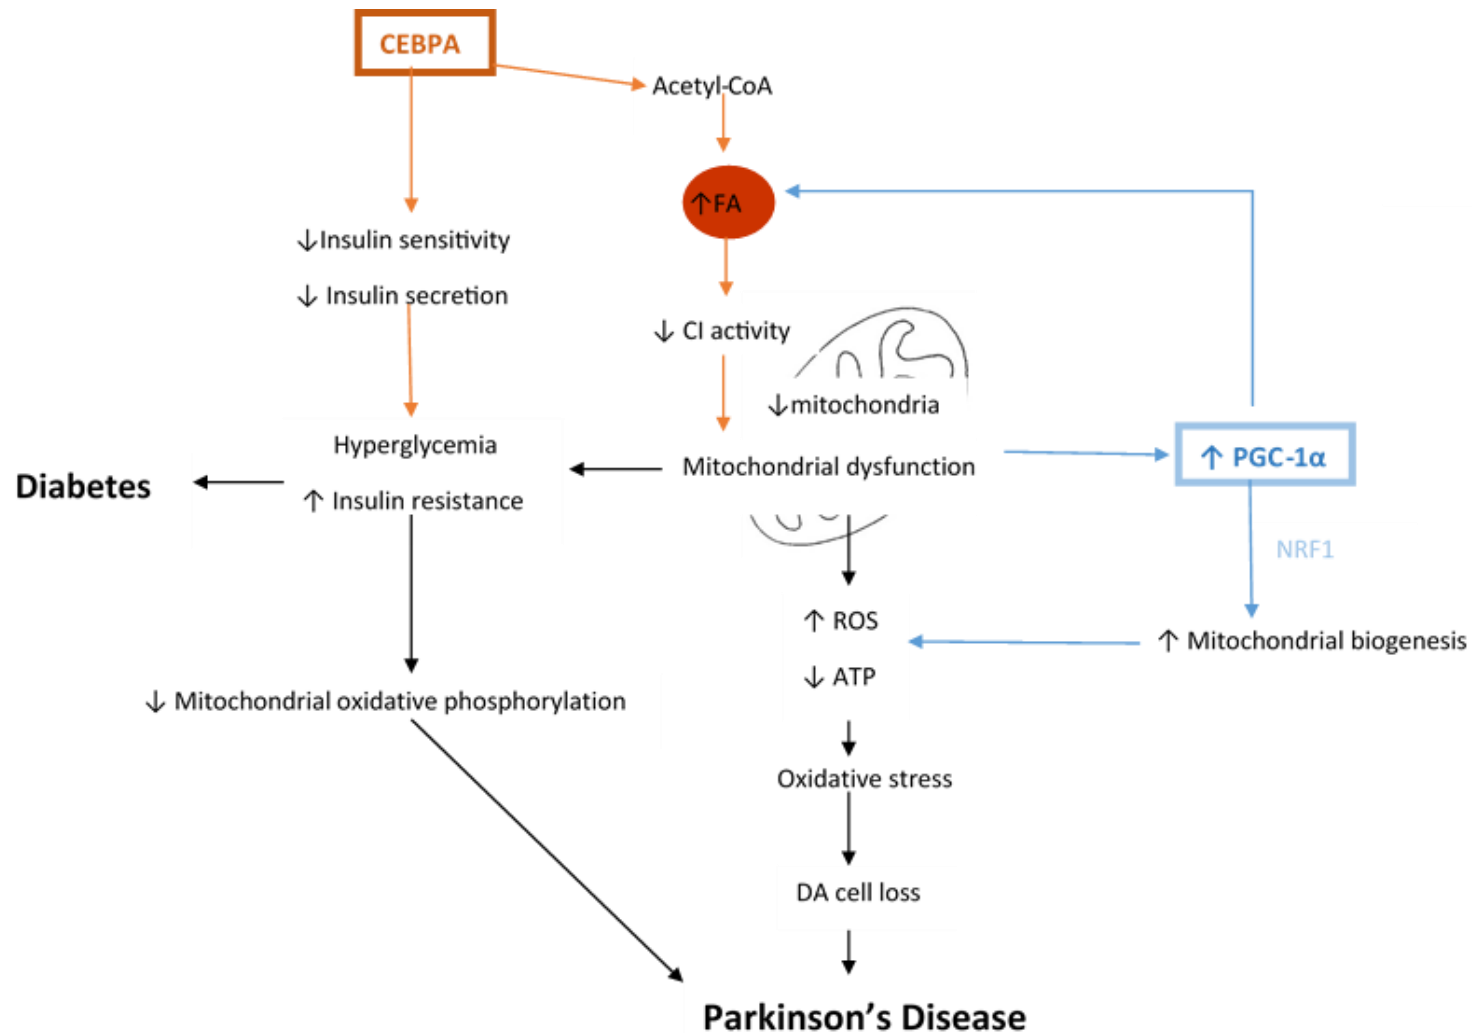 CEBPA
Acetyl-CoA
↑FA
↓Insulin sensitivity
↓ Insulin secretion
↓ CI activity
↓mitochondria
Hyperglycemia
Mitochondrial dysfunction
↑ PGC-1α
Diabetes
↑ Insulin resistance
NRF1
↑ ROS
↑ Mitochondrial biogenesis
↓ ATP
↓ Mitochondrial oxidative phosphorylation
Oxidative stress
DA cell loss
Parkinson's Disease